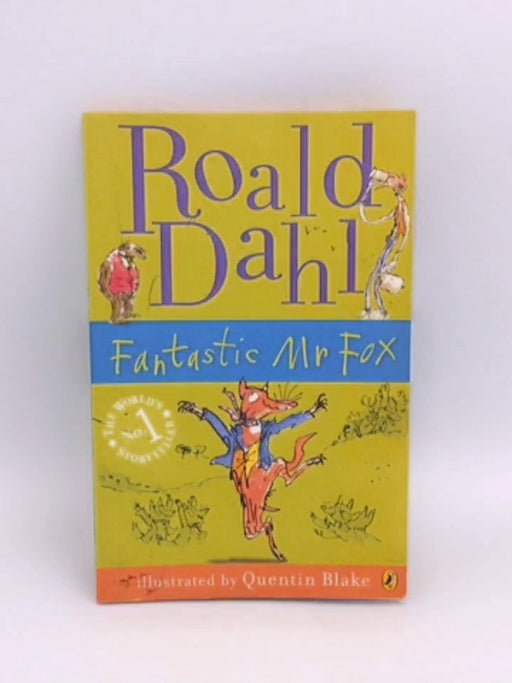 Roald
Dahl
Fantastic Mr Fox
THE WORLD'S
No. 1
STORYTELLER
illustrated by Quentin Blake